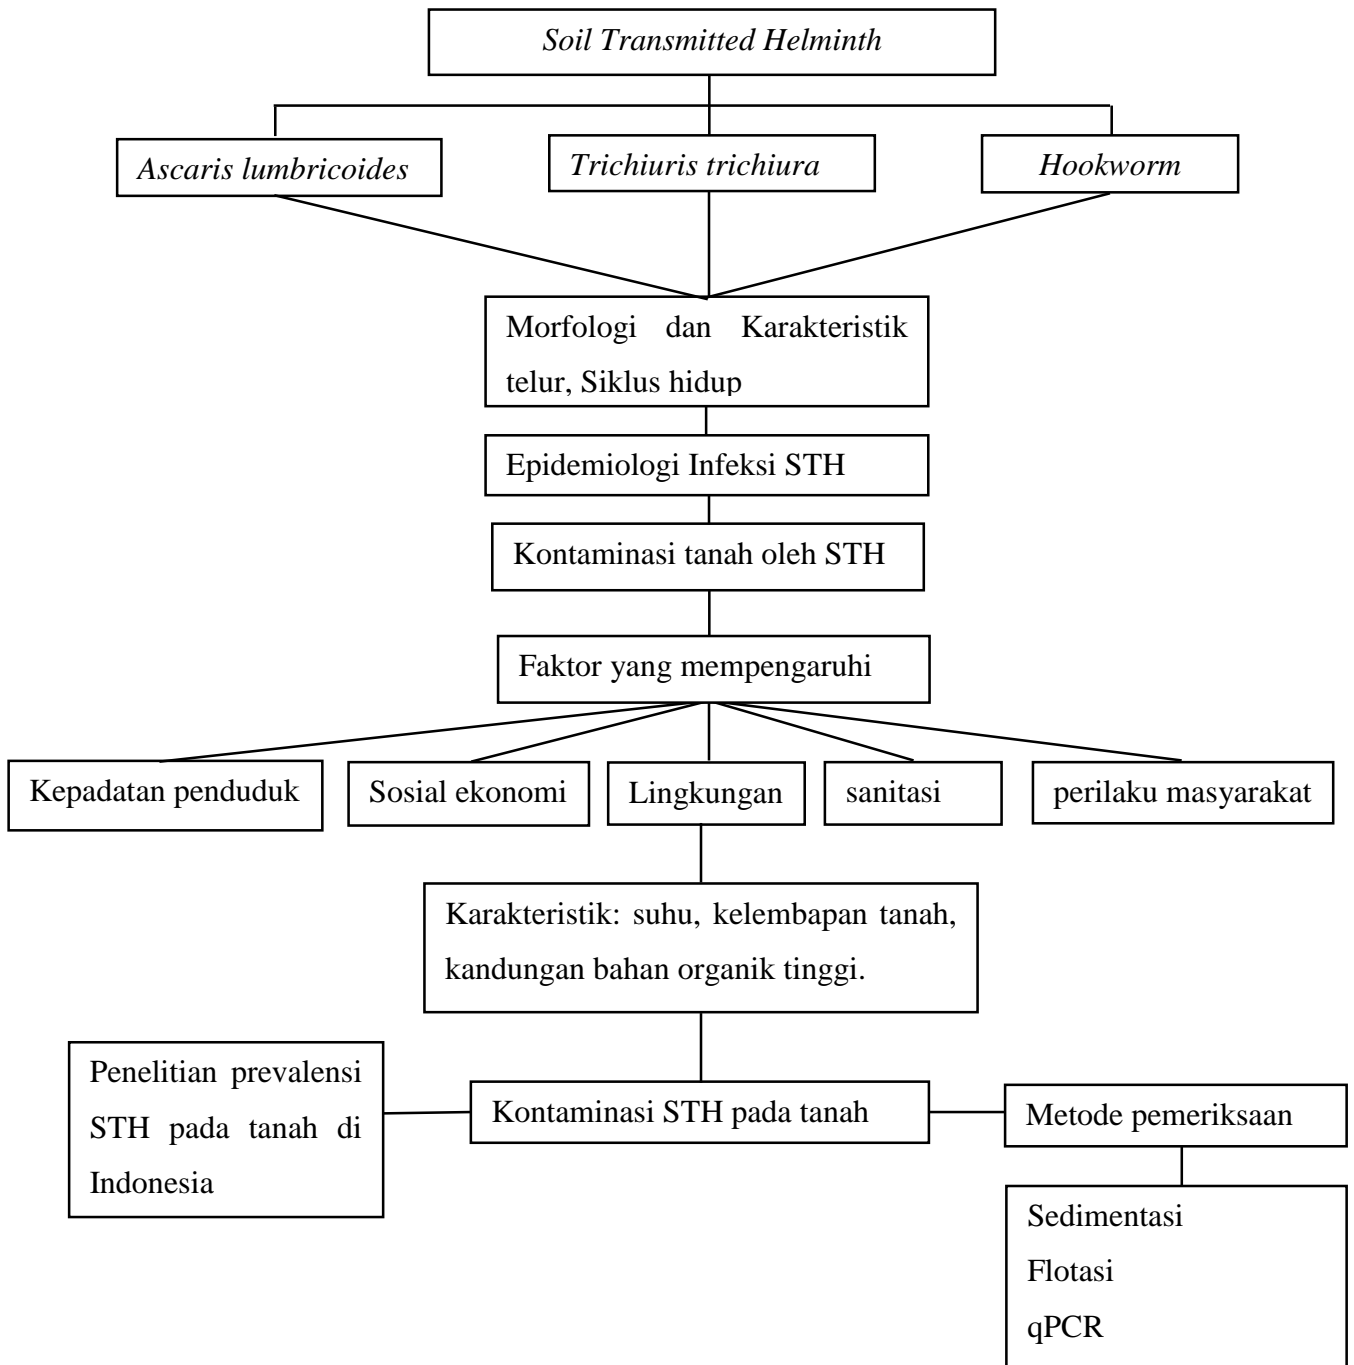 Soil Transmitted Helminth
Ascaris lumbricoides
Trichiuris trichiura
Hookworm
Morfologi dan Karakteristik
telur, Siklus hidup
Epidemiologi Infeksi STH
Kontaminasi tanah oleh STH
Faktor yang mempengaruhi
Kepadatan penduduk
Sosial ekonomi
Lingkungan
sanitasi
perilaku masyarakat
Karakteristik: suhu, kelembapan tanah,
kandungan bahan organik tinggi.
Penelitian prevalensi
STH pada tanah di
Indonesia
Kontaminasi STH pada tanah
Metode pemeriksaan
Sedimentasi
Flotasi
qPCR